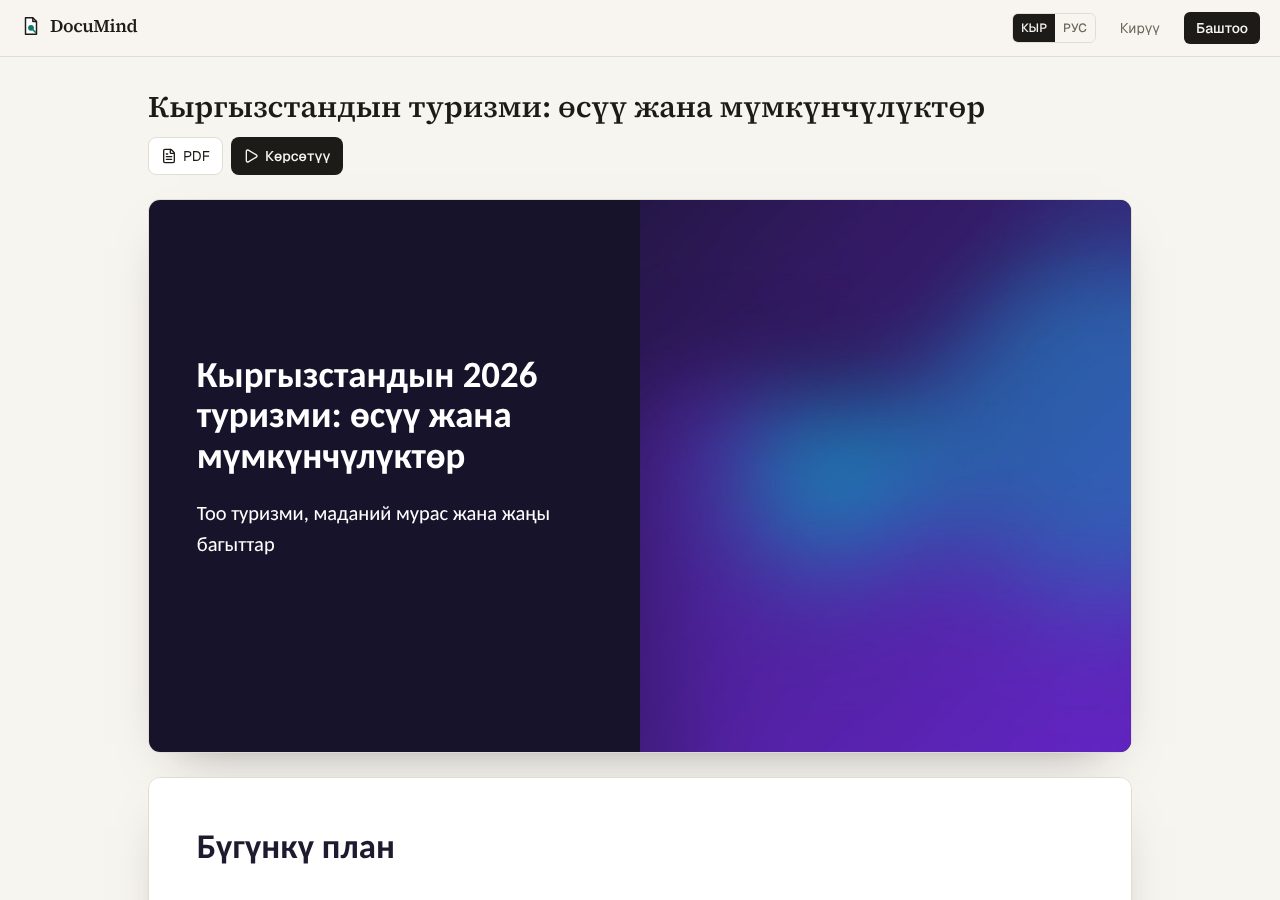 DocuMind
КЫР
РУС
Кирүү
Баштоо
Кыргызстандын туризми: өсүү жана мүмкүнчүлүктөр
PDF
Көрсөтүү
Кыргызстандын 2026
туризми: өсүү жана
мүмкүнчүлүктөр
Тоо туризми, маданий мурас жана жаңы
багыттар
Бүгүнкү план